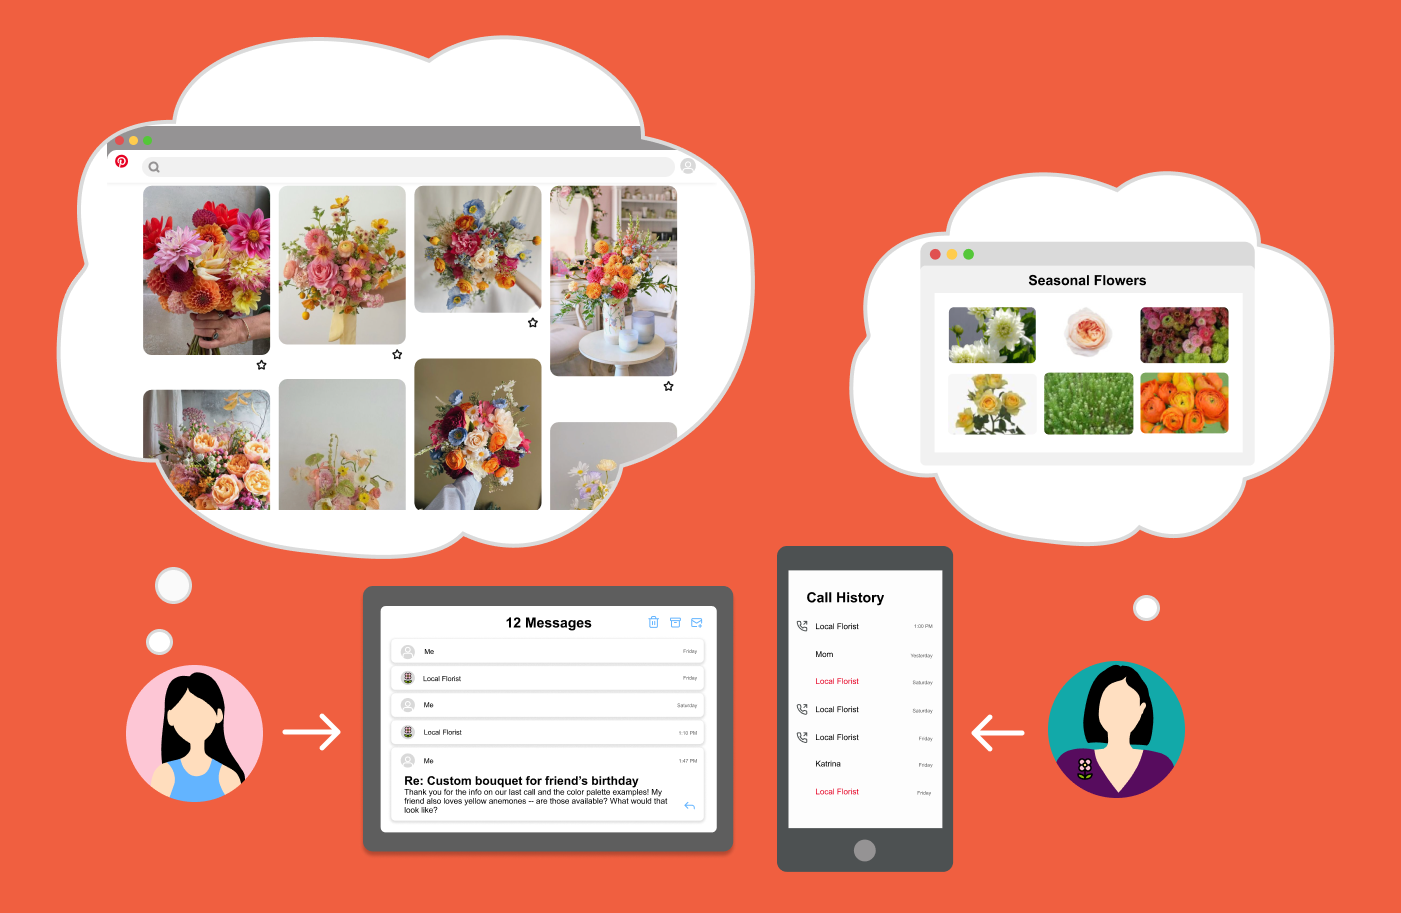 Seasonal Flowers
12 Messages
Me Friday
Local Florist Friday
Me Saturday
Local Florist 1:10 PM
Me 1:47 PM
Re: Custom bouquet for friend's birthday
Thank you for the info on our last call and the color palette examples! My
friend also loves yellow anemones -- are those available? What would that
look like?
Call History
Local Florist 1:00 PM
Mom Yesterday
Local Florist Saturday
Local Florist Saturday
Local Florist Friday
Katrina Friday
Local Florist Friday